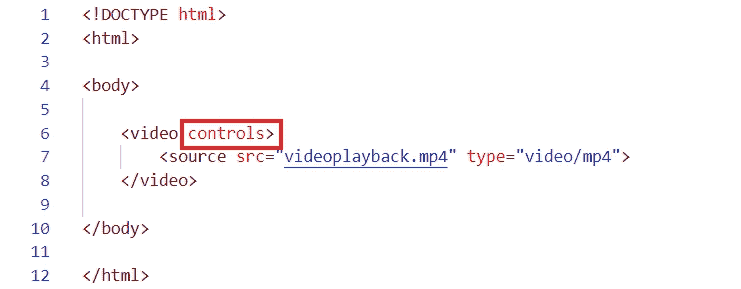 1 <!DOCTYPE html>
2 <html>
3
4 <body>
5
6 <video controls>
7 <source src="videoplayback.mp4" type="video/mp4">
8 </video>
9
10 </body>
11
12 </html>